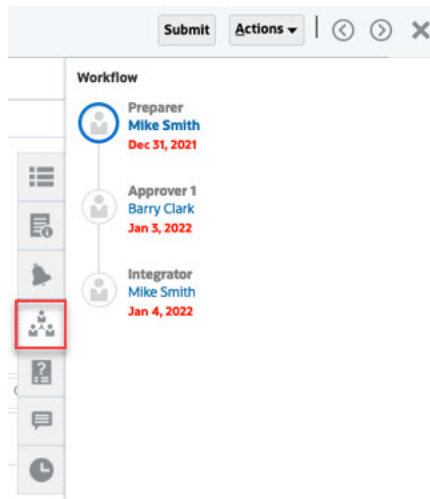 Submit Actions
Workflow
Preparer
Mike Smith
Dec 31, 2021
Approver 1
Barry Clark
Jan 3, 2022
Integrator
Mike Smith
Jan 4, 2022